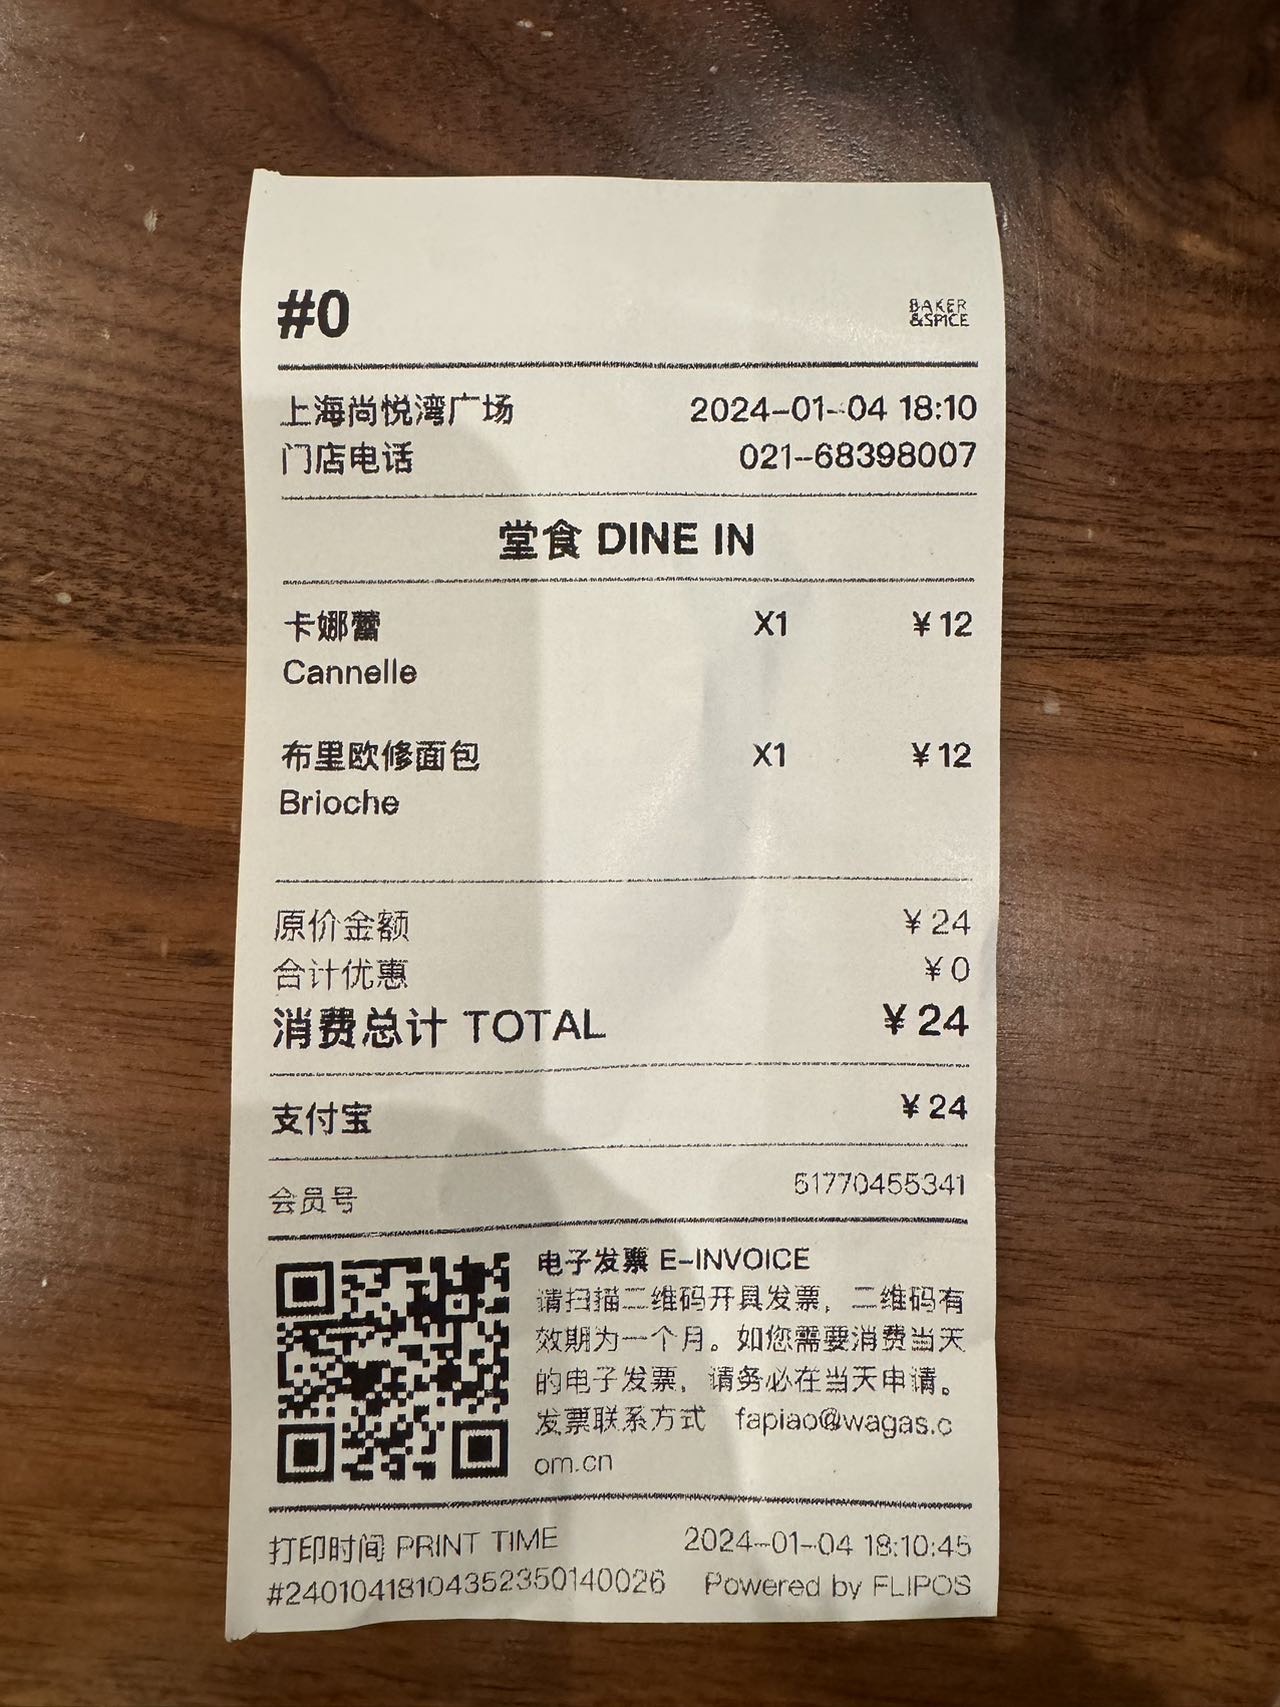 #0
BAKER
&SPICE
上海尚悦湾广场 2024-01-04 18:10
门店电话 021-68398007
堂食 DINE IN
卡娜蕾 X1 ¥12
Cannelle
布里欧修面包 X1 ¥12
Brioche
原价金额 ¥24
合计优惠 ¥0
消费总计 TOTAL ¥24
支付宝 ¥24
会员号 51770455341
电子发票 E-INVOICE
请扫描二维码开具发票，二维码有
效期为一个月。如您需要消费当天
的电子发票，请务必在当天申请。
发票联系方式 fapiao@wagas.c
om.cn
打印时间 PRINT TIME 2024-01-04 18:10:45
#240104181043523501​40026 Powered by FLIPOS